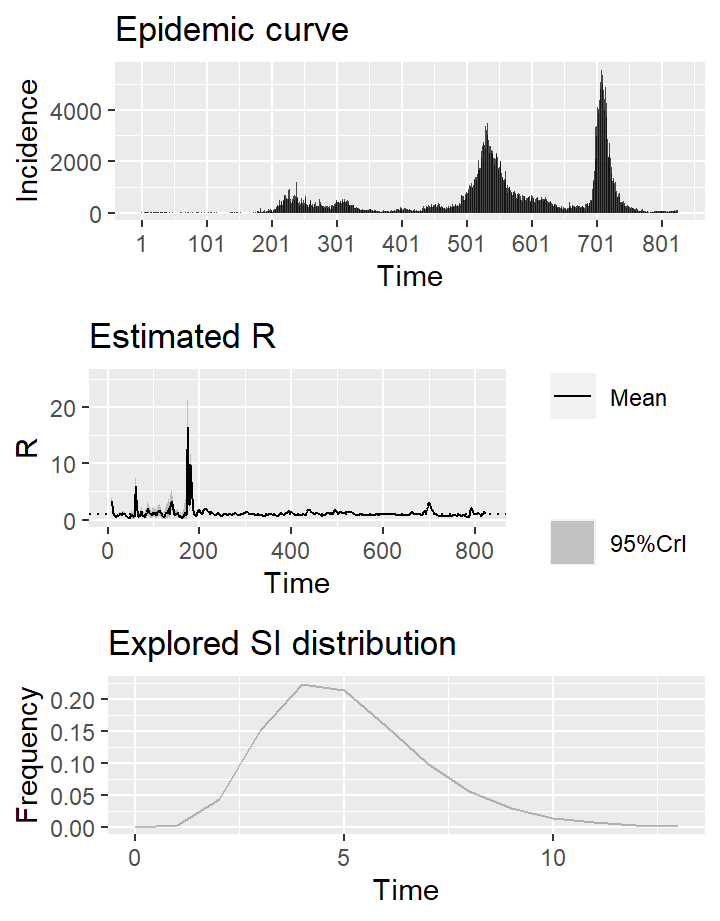 Epidemic curve
Incidence
4000
2000
0
1 101 201 301 401 501 601 701 801
Time
Estimated R
R
20
10
0
0 200 400 600 800
Time
Mean
95%CrI
Explored SI distribution
Frequency
0.20
0.15
0.10
0.05
0.00
0 5 10
Time